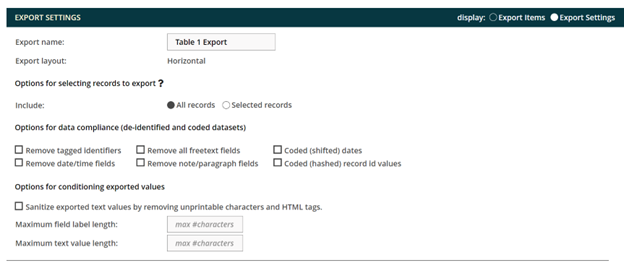 EXPORT SETTINGS display: Export Items Export Settings
Export name: Table 1 Export
Export layout: Horizontal
Options for selecting records to export ?
Include: All records Selected records
Options for data compliance (de-identified and coded datasets)
Remove tagged identifiers Remove all freetext fields Coded (shifted) dates
Remove date/time fields Remove note/paragraph fields Coded (hashed) record id values
Options for conditioning exported values
Sanitize exported text values by removing unprintable characters and HTML tags.
Maximum field label length: max #characters
Maximum text value length: max #characters